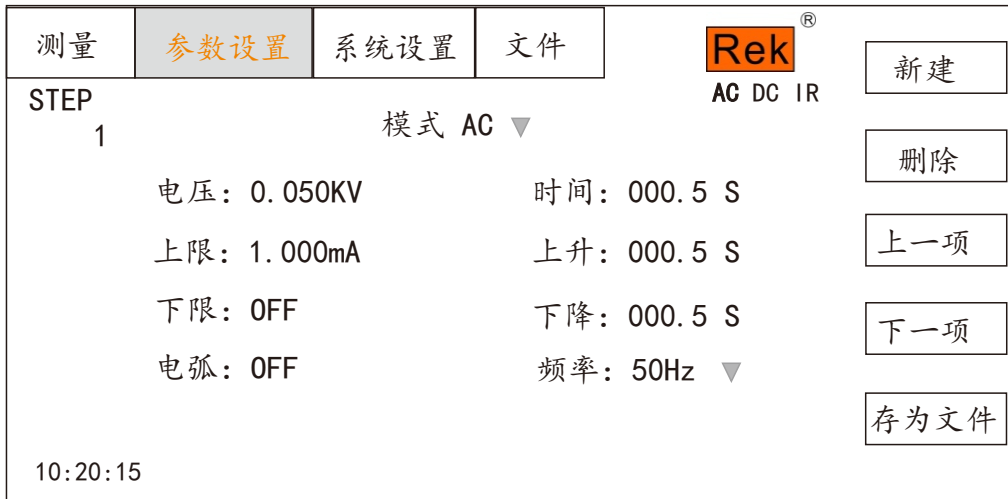 测量 参数设置 系统设置 文件
Rek®
AC DC IR
新建
STEP
1
模式 AC
删除
电压：0.050KV 时间：000.5 S
上限：1.000mA 上升：000.5 S
上一项
下限：OFF 下降：000.5 S
下一项
电弧：OFF 频率：50Hz
存为文件
10:20:15